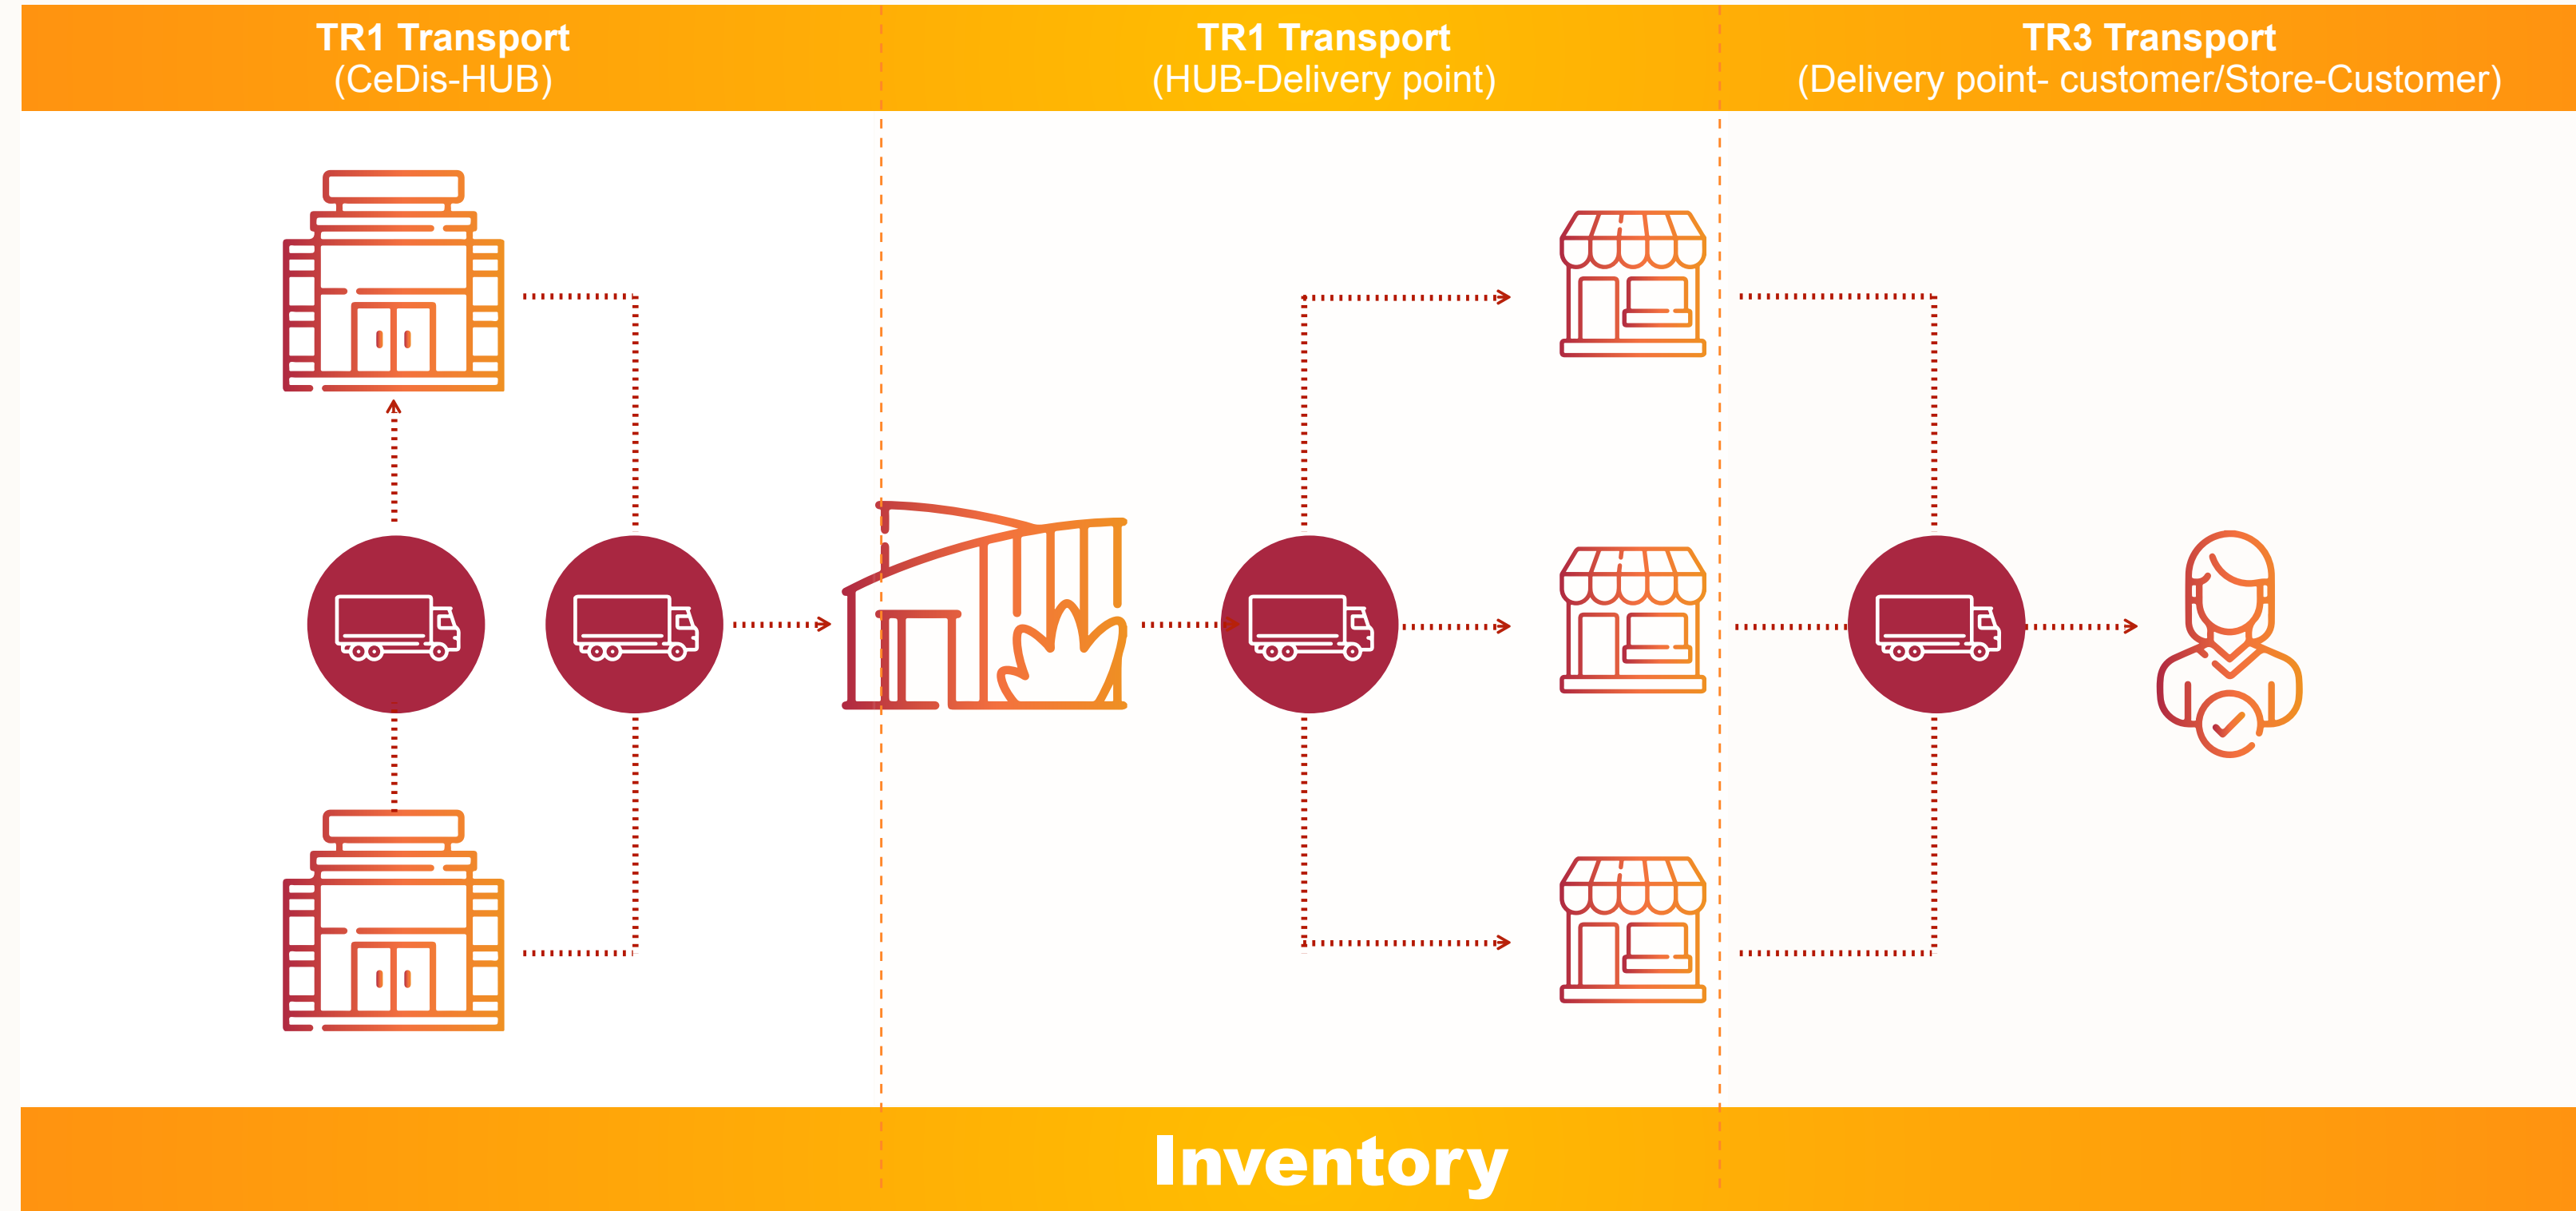 TR1 Transport
(CeDis-HUB)
TR1 Transport
(HUB-Delivery point)
TR3 Transport
(Delivery point- customer/Store-Customer)
Inventory